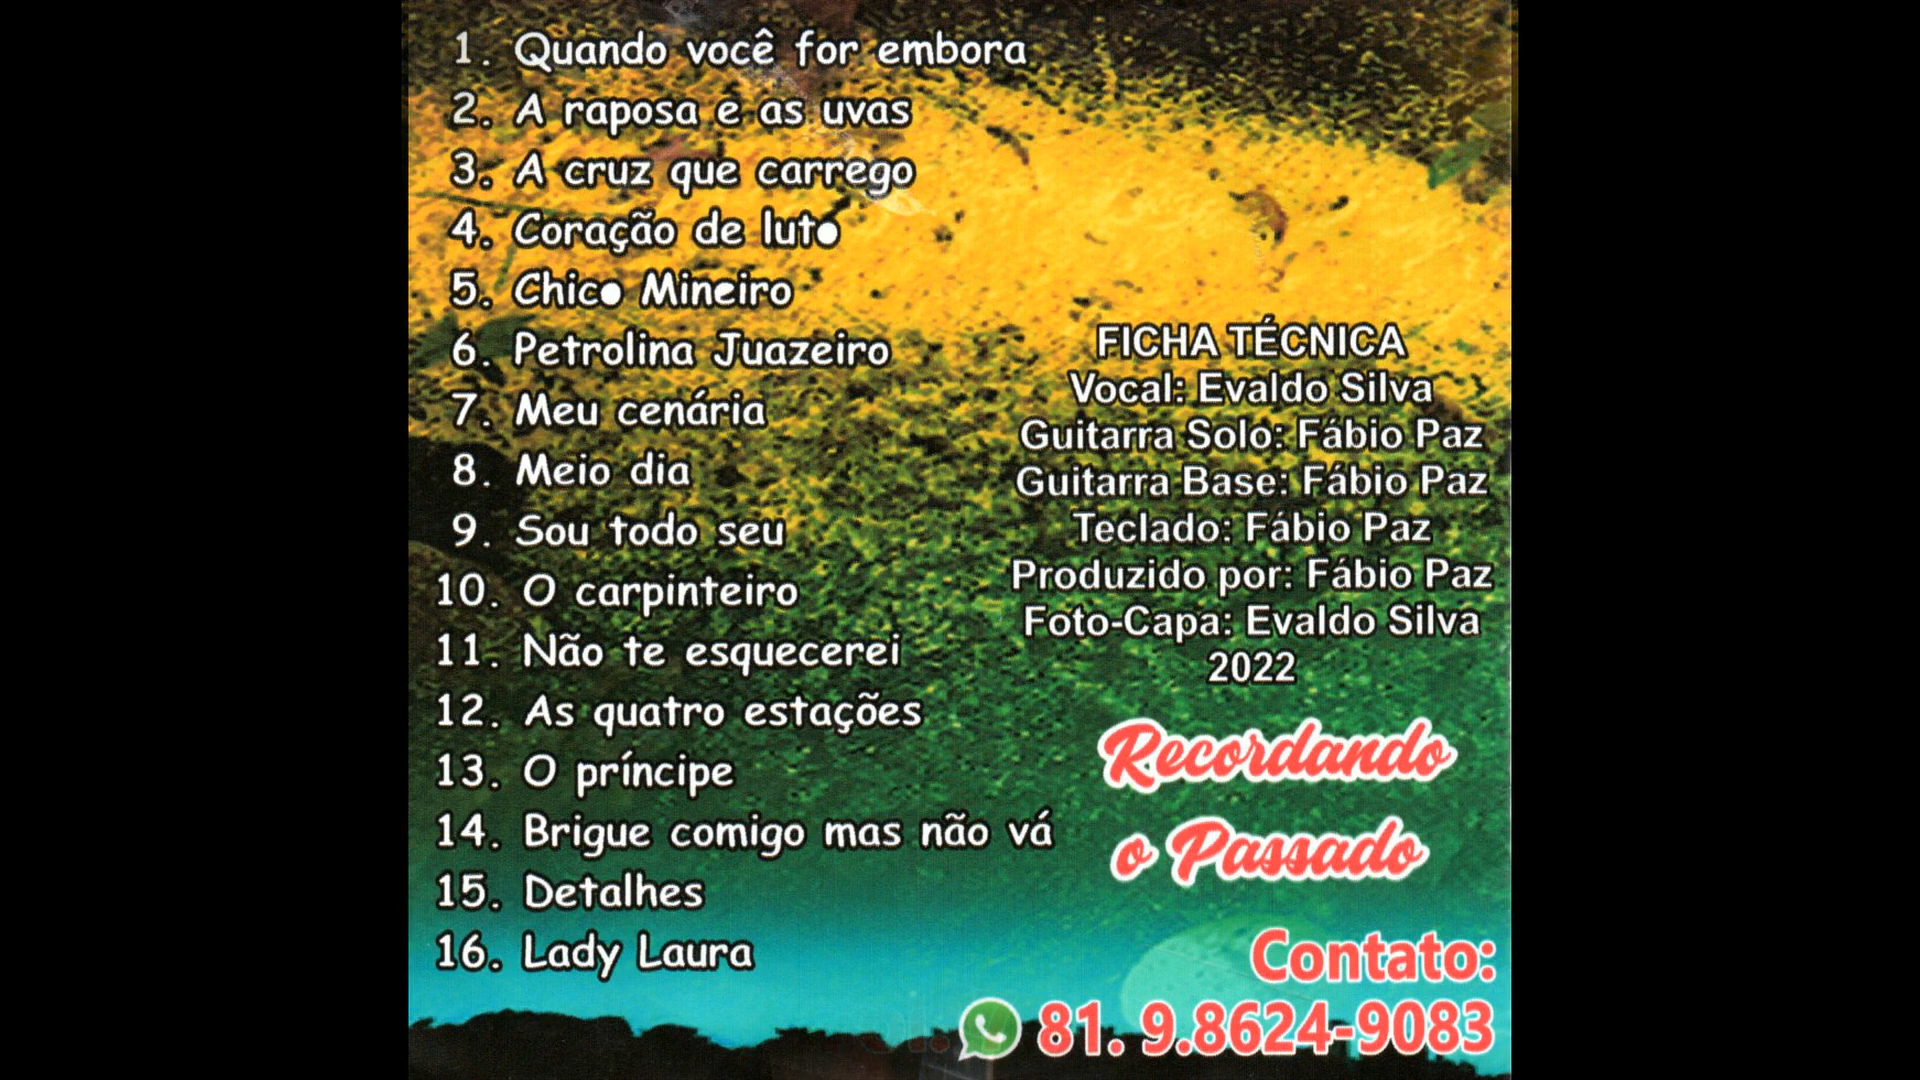 1. Quando você for embora
2. A raposa e as uvas
3. A cruz que carrego
4. Coração de luto
5. Chico Mineiro
6. Petrolina Juazeiro
7. Meu cenária
8. Meio dia
9. Sou todo seu
10. O carpinteiro
11. Não te esquecerei
12. As quatro estações
13. O príncipe
14. Brigue comigo mas não vá
15. Detalhes
16. Lady Laura
FICHA TÉCNICA
Vocal: Evaldo Silva
Guitarra Solo: Fábio Paz
Guitarra Base: Fábio Paz
Teclado: Fábio Paz
Produzido por: Fábio Paz
Foto-Capa: Evaldo Silva
2022
Recordando
o Passado
Contato:
81. 9.8624-9083